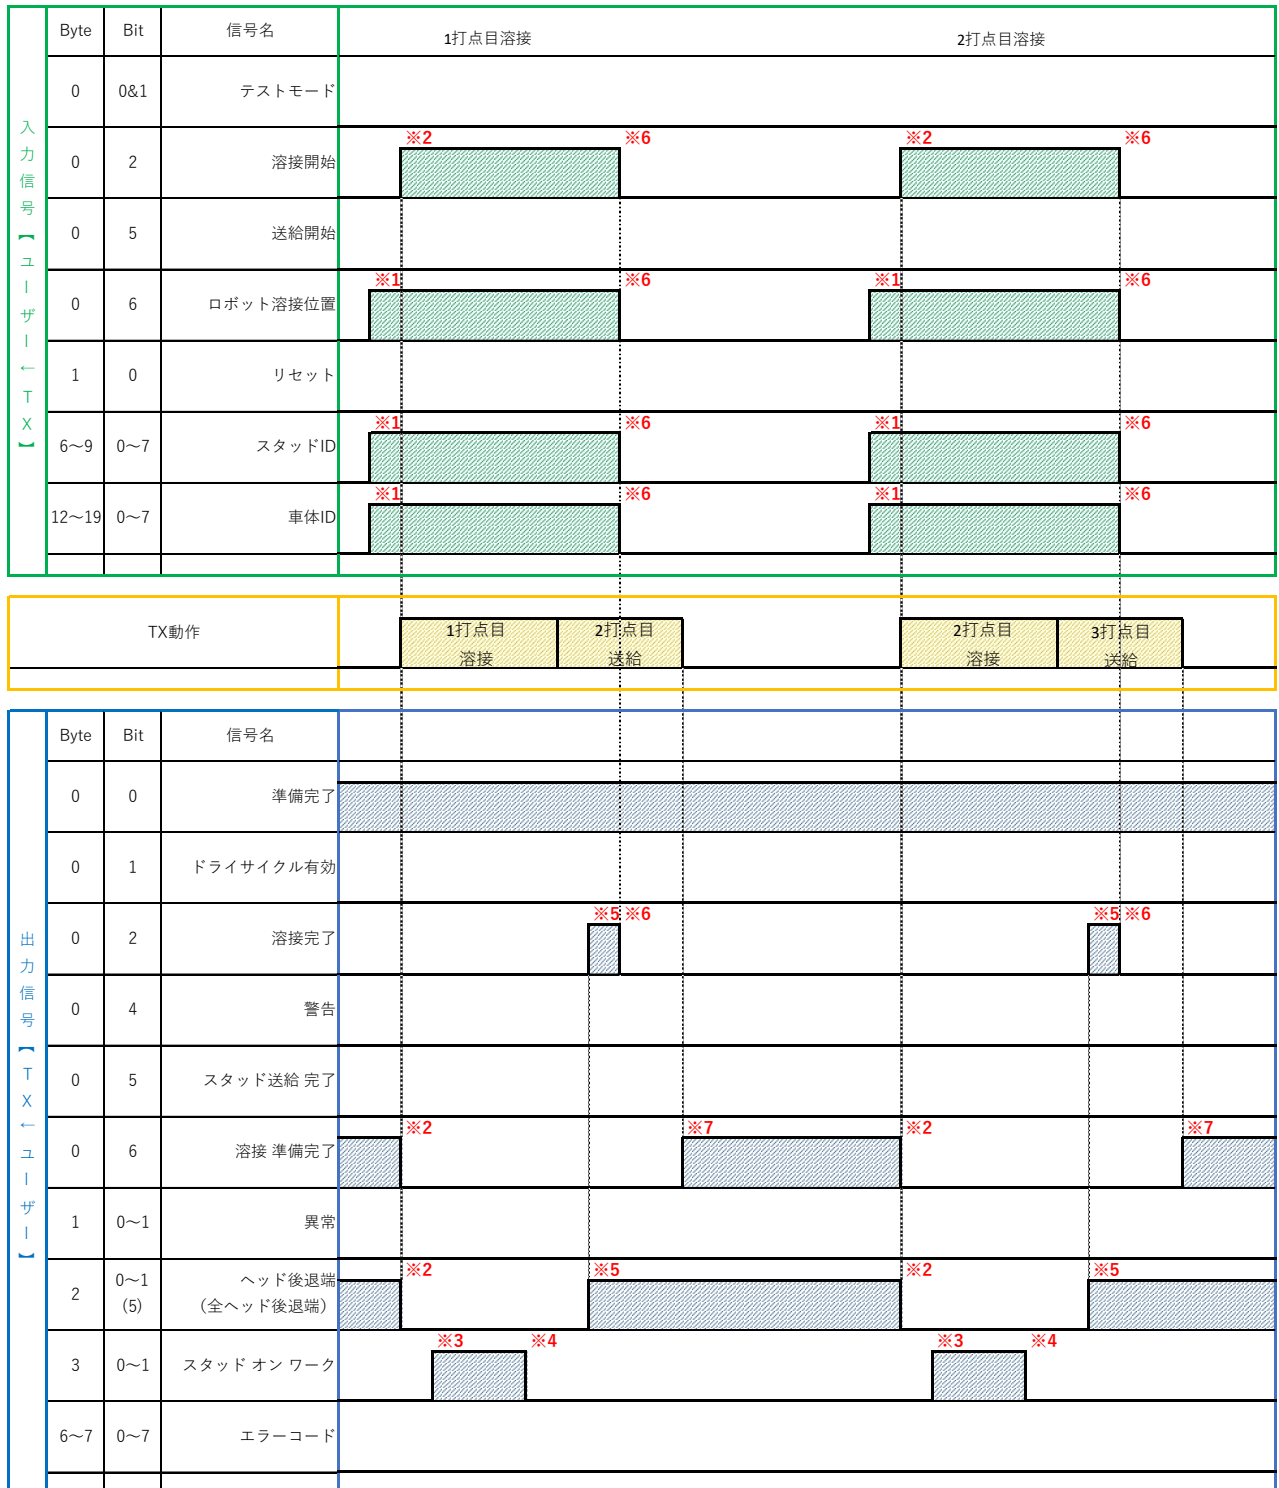 入力信号【ユーザー→TX】
Byte Bit 信号名 1打点目溶接 2打点目溶接
0 0&1 テストモード
※2 ※6 ※2 ※6
0 2 溶接開始
0 5 送給開始
※1 ※6 ※1 ※6
0 6 ロボット溶接位置
1 0 リセット
※1 ※6 ※1 ※6
6～9 0～7 スタッドID
※1 ※6 ※1 ※6
12～19 0～7 車体ID
TX動作
1打点目 2打点目 2打点目 3打点目
溶接 送給 溶接 送給
出力信号【TX→ユーザー】
Byte Bit 信号名
0 0 準備完了
0 1 ドライサイクル有効
※5 ※6 ※5 ※6
0 2 溶接完了
0 4 警告
0 5 スタッド送給 完了
※2 ※7 ※2 ※7
0 6 溶接 準備完了
1 0～1 異常
※2 ※5 ※2 ※5
2 0～1 ヘッド後退端
(5) （全ヘッド後退端）
※3 ※4 ※3 ※4
3 0～1 スタッド オン ワーク
6～7 0～7 エラーコード